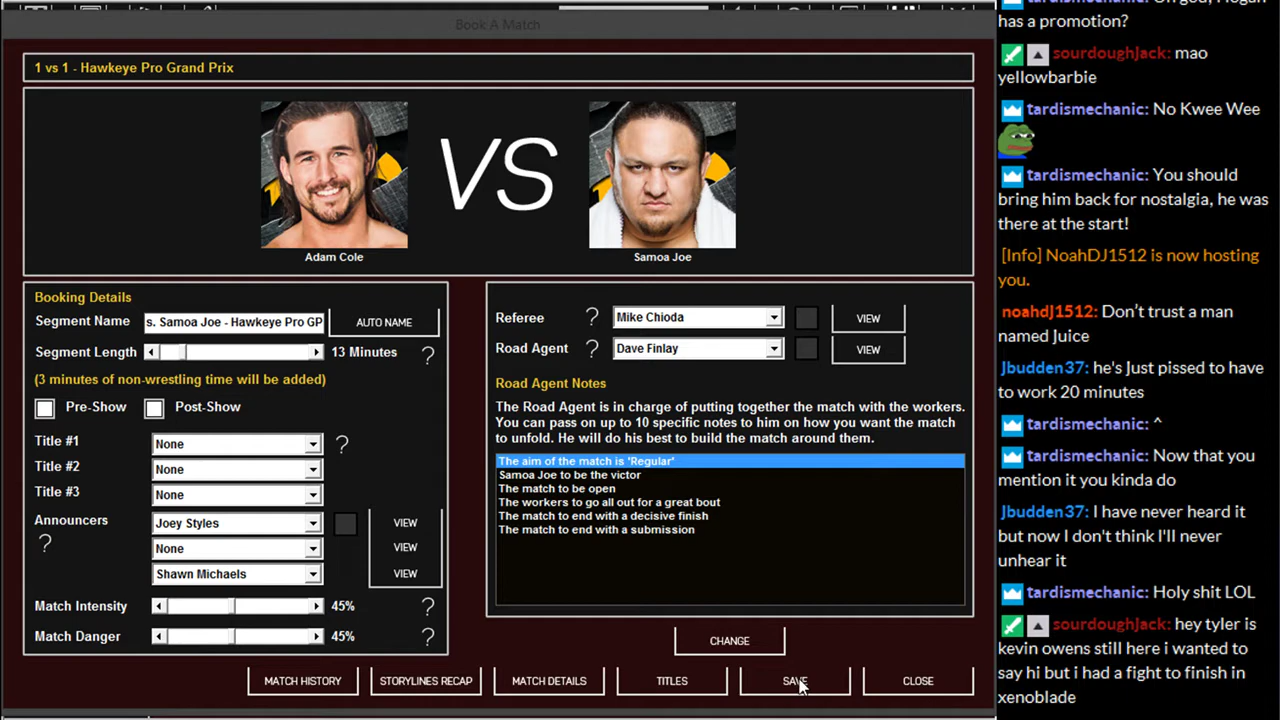 Book A Match
1 vs 1 - Hawkeye Pro Grand Prix
VS
Adam Cole
Samoa Joe
Booking Details
Segment Name
s. Samoa Joe - Hawkeye Pro GP
AUTO NAME
Segment Length
13 Minutes
?
(3 minutes of non-wrestling time will be added)
Pre-Show
Post-Show
Title #1
None
?
Title #2
None
Title #3
None
Announcers
Joey Styles
VIEW
?
None
VIEW
Shawn Michaels
VIEW
Match Intensity
45%
?
Match Danger
45%
?
Referee
?
Mike Chioda
VIEW
Road Agent
?
Dave Finlay
VIEW
Road Agent Notes
The Road Agent is in charge of putting together the match with the workers.
You can pass on up to 10 specific notes to him on how you want the match
to unfold. He will do his best to build the match around them.
The aim of the match is 'Regular'
Samoa Joe to be the victor
The match to be open
The workers to go all out for a great bout
The match to end with a decisive finish
The match to end with a submission
CHANGE
MATCH HISTORY
STORYLINES RECAP
MATCH DETAILS
TITLES
SAVE
CLOSE
has a promotion?
sourdoughjack: mao
yellowbarbie
tardismechanic: No Kwee Wee
tardismechanic: You should
bring him back for nostalgia, he was
there at the start!
[Info] NoahDJ1512 is now hosting
you.
noahdJ1512: Don't trust a man
named Juice
Jbudden37: he's Just pissed to have
to work 20 minutes
tardismechanic: ^
tardismechanic: Now that you
mention it you kinda do
Jbudden37: I have never heard it
but now I don't think I'll never
unhear it
tardismechanic: Holy shit LOL
sourdoughjack: hey tyler is
kevin owens still here i wanted to
say hi but i had a fight to finish in
xenoblade